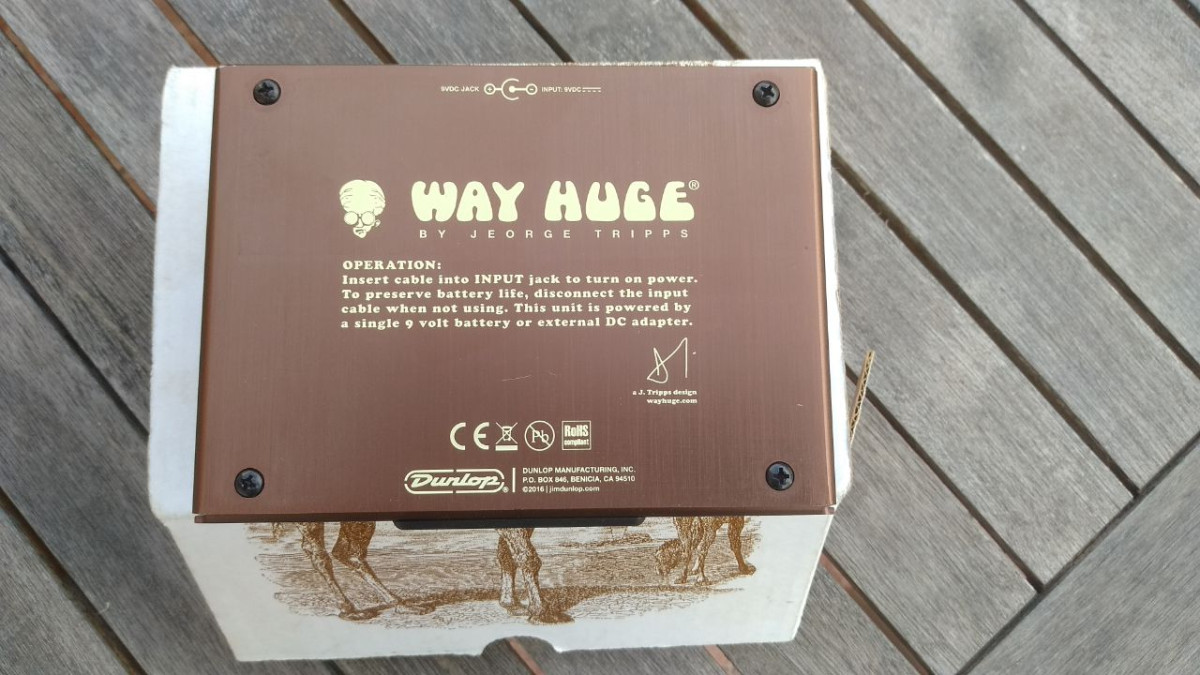 9VDC JACK INPUT: 9VDC
WAY HUGE®
BY JEORGE TRIPPS
OPERATION:
Insert cable into INPUT jack to turn on power.
To preserve battery life, disconnect the input
cable when not using. This unit is powered by
a single 9 volt battery or external DC adapter.
a J. Tripps design
wayhuge.com
CE Pb RoHS
compliant
Dunlop® DUNLOP MANUFACTURING, INC.
P.O. BOX 846, BENICIA, CA 94510
©2016 | jimdunlop.com